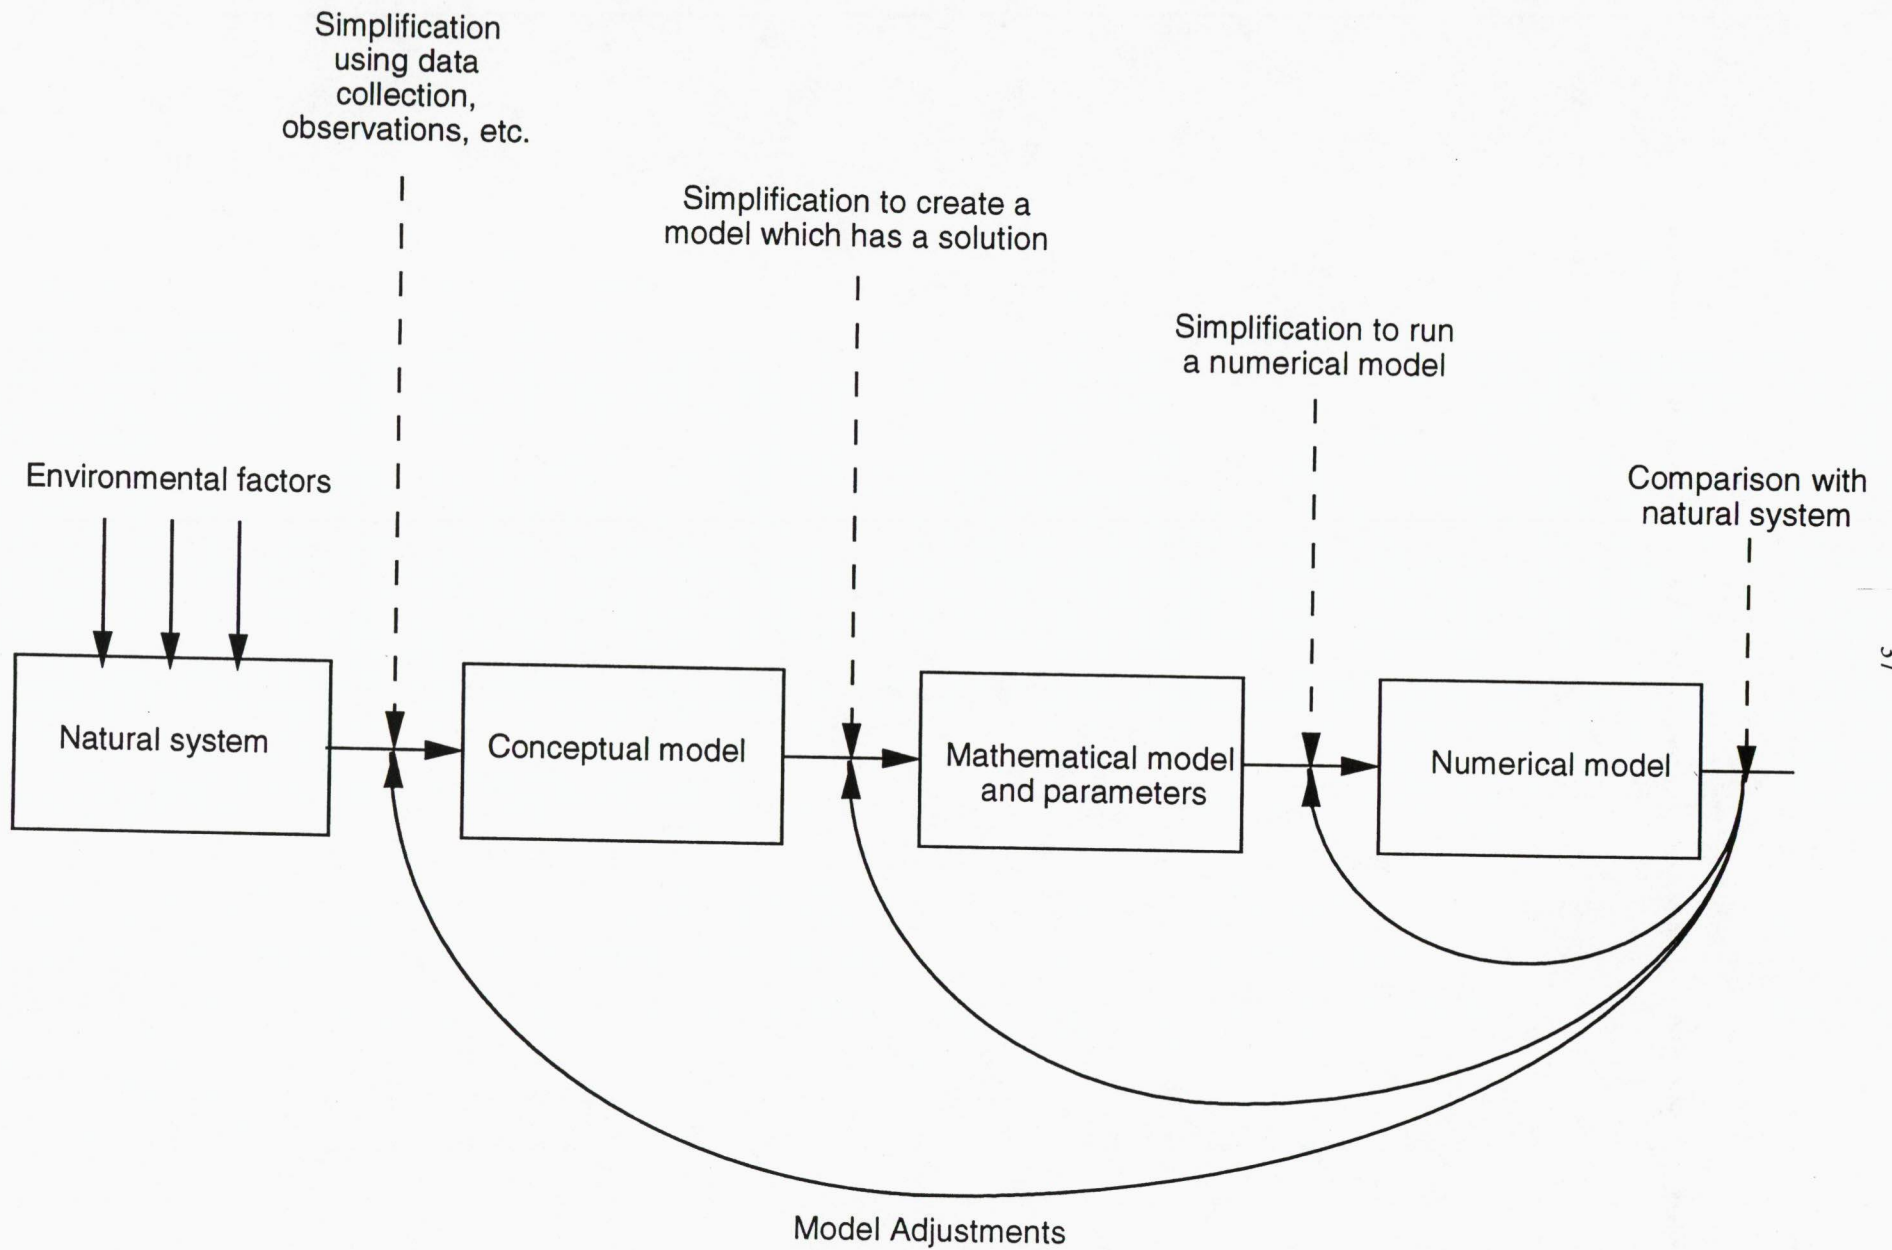 Simplification
using data
collection,
observations, etc.
Simplification to create a
model which has a solution
Simplification to run
a numerical model
Environmental factors
Comparison with
natural system
Natural system
Conceptual model
Mathematical model
and parameters
Numerical model
Model Adjustments